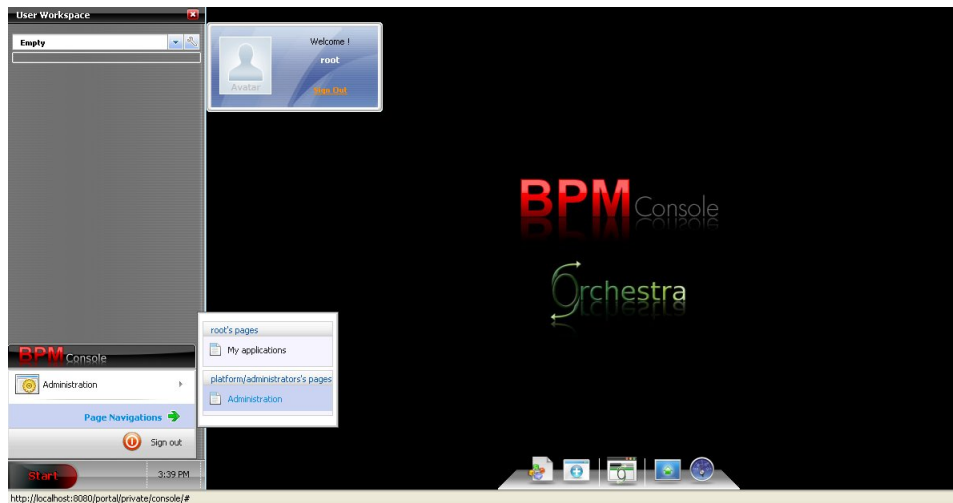 User Workspace
Empty
Welcome !
root
Avatar
Sign Out
BPM Console
Orchestra
root's pages
My applications
platform/administrators's pages
Administration
BPM Console
Administration
Page Navigations
Sign out
Start
3:39 PM
http://localhost:8080/portal/private/console/#